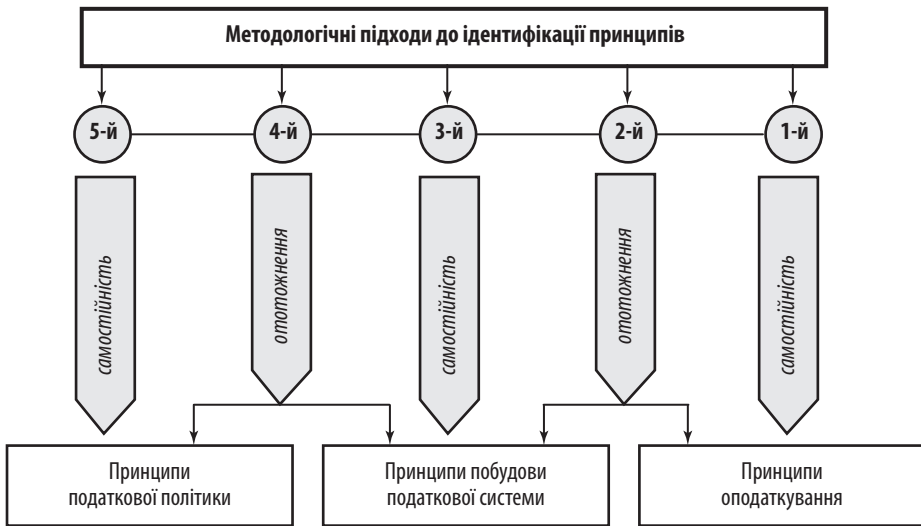 Методологічні підходи до ідентифікації принципів
5-й 4-й 3-й 2-й 1-й
самостійність
ототожнення
самостійність
ототожнення
самостійність
Принципи
податкової політики
Принципи побудови
податкової системи
Принципи
оподаткування